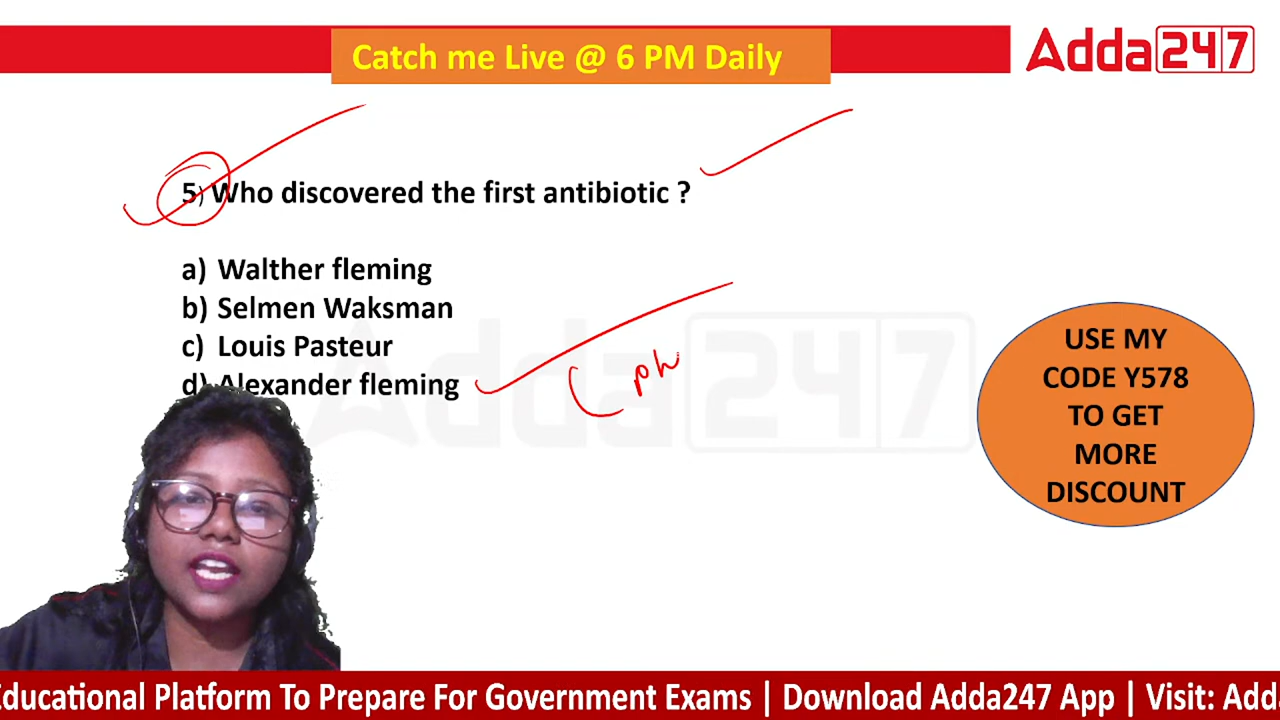 Catch me Live @ 6 PM Daily
Adda247
5) Who discovered the first antibiotic ?
a) Walther fleming
b) Selmen Waksman
c) Louis Pasteur
d) Alexander fleming
ph
Adda247
USE MY
CODE Y578
TO GET
MORE
DISCOUNT
Educational Platform To Prepare For Government Exams | Download Adda247 App | Visit: Add